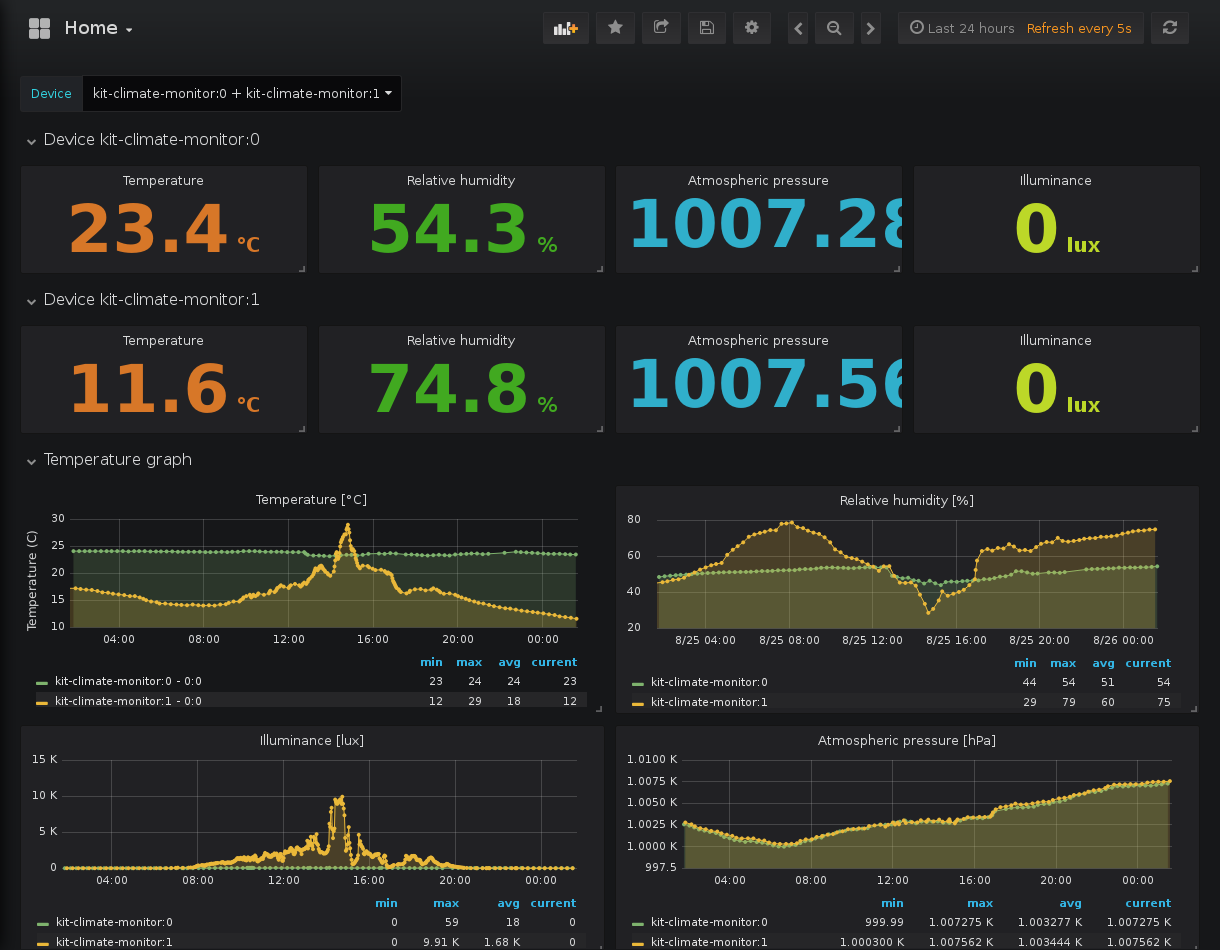 Home
Last 24 hours Refresh every 5s
Device kit-climate-monitor:0 + kit-climate-monitor:1
Device kit-climate-monitor:0
Temperature Relative humidity Atmospheric pressure Illuminance
23.4 °C 54.3 % 1007.28 0 lux
Device kit-climate-monitor:1
Temperature Relative humidity Atmospheric pressure Illuminance
11.6 °C 74.8 % 1007.56 0 lux
Temperature graph
Temperature [°C]
Temperature (C)
30
25
20
15
10
04:00 08:00 12:00 16:00 20:00 00:00
min max avg current
kit-climate-monitor:0 - 0:0 23 24 24 23
kit-climate-monitor:1 - 0:0 12 29 18 12
Relative humidity [%]
80
60
40
20
8/25 04:00 8/25 08:00 8/25 12:00 8/25 16:00 8/25 20:00 8/26 00:00
min max avg current
kit-climate-monitor:0 44 54 51 54
kit-climate-monitor:1 29 79 60 75
Illuminance [lux]
15 K
10 K
5 K
0
04:00 08:00 12:00 16:00 20:00 00:00
min max avg current
kit-climate-monitor:0 0 59 18 0
kit-climate-monitor:1 0 9.91 K 1.68 K 0
Atmospheric pressure [hPa]
1.0100 K
1.0075 K
1.0050 K
1.0025 K
1.0000 K
997.5
04:00 08:00 12:00 16:00 20:00 00:00
min max avg current
kit-climate-monitor:0 999.99 1.007275 K 1.003277 K 1.007275 K
kit-climate-monitor:1 1.000300 K 1.007562 K 1.003444 K 1.007562 K